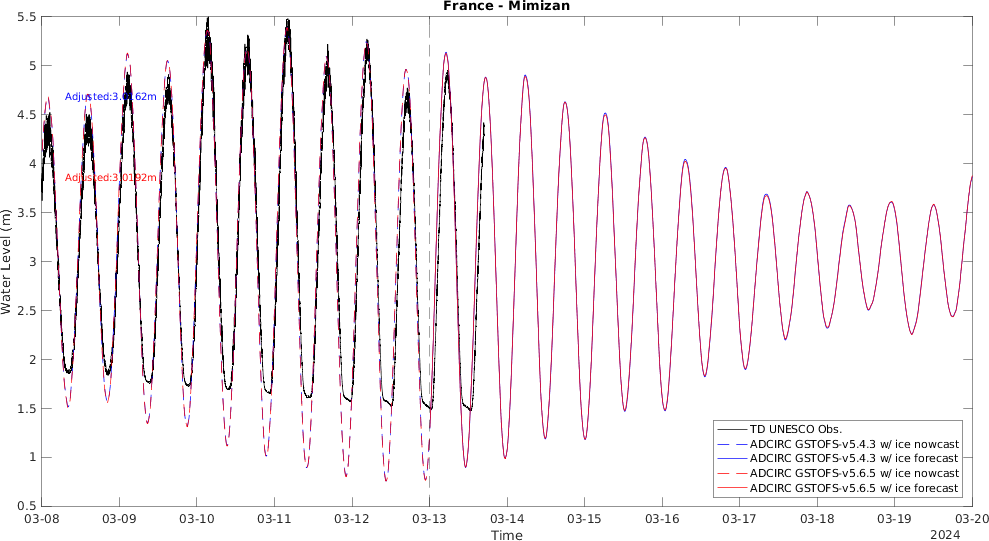 France - Mimizan
5.5
5
4.5
4
3.5
3
2.5
2
1.5
1
0.5
Water Level (m)
Adjusted:3.0192m
TD UNESCO Obs.
ADCIRC GSTOFS-v5.4.3 w/ ice nowcast
ADCIRC GSTOFS-v5.4.3 w/ ice forecast
ADCIRC GSTOFS-v5.6.5 w/ ice nowcast
ADCIRC GSTOFS-v5.6.5 w/ ice forecast
03-08 03-09 03-10 03-11 03-12 03-13 03-14 03-15 03-16 03-17 03-18 03-19 03-20
Time
2024